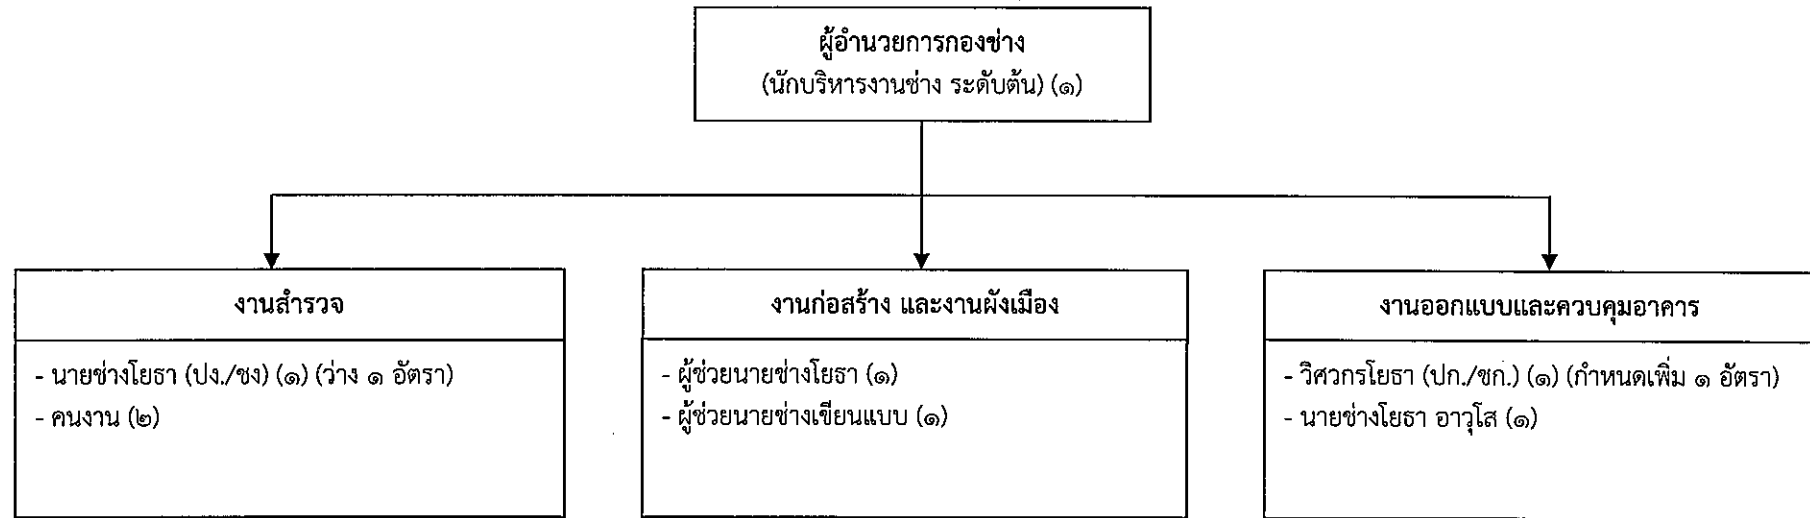 ผู้อำนวยการกองช่าง
(นักบริหารงานช่าง ระดับต้น) (๑)
งานสำรวจ
- นายช่างโยธา (ปง./ชง) (๑) (ว่าง ๑ อัตรา)
- คนงาน (๒)
งานก่อสร้าง และงานผังเมือง
- ผู้ช่วยนายช่างโยธา (๑)
- ผู้ช่วยนายช่างเขียนแบบ (๑)
งานออกแบบและควบคุมอาคาร
- วิศวกรโยธา (ปก./ชก.) (๑) (กำหนดเพิ่ม ๑ อัตรา)
- นายช่างโยธา อาวุโส (๑)